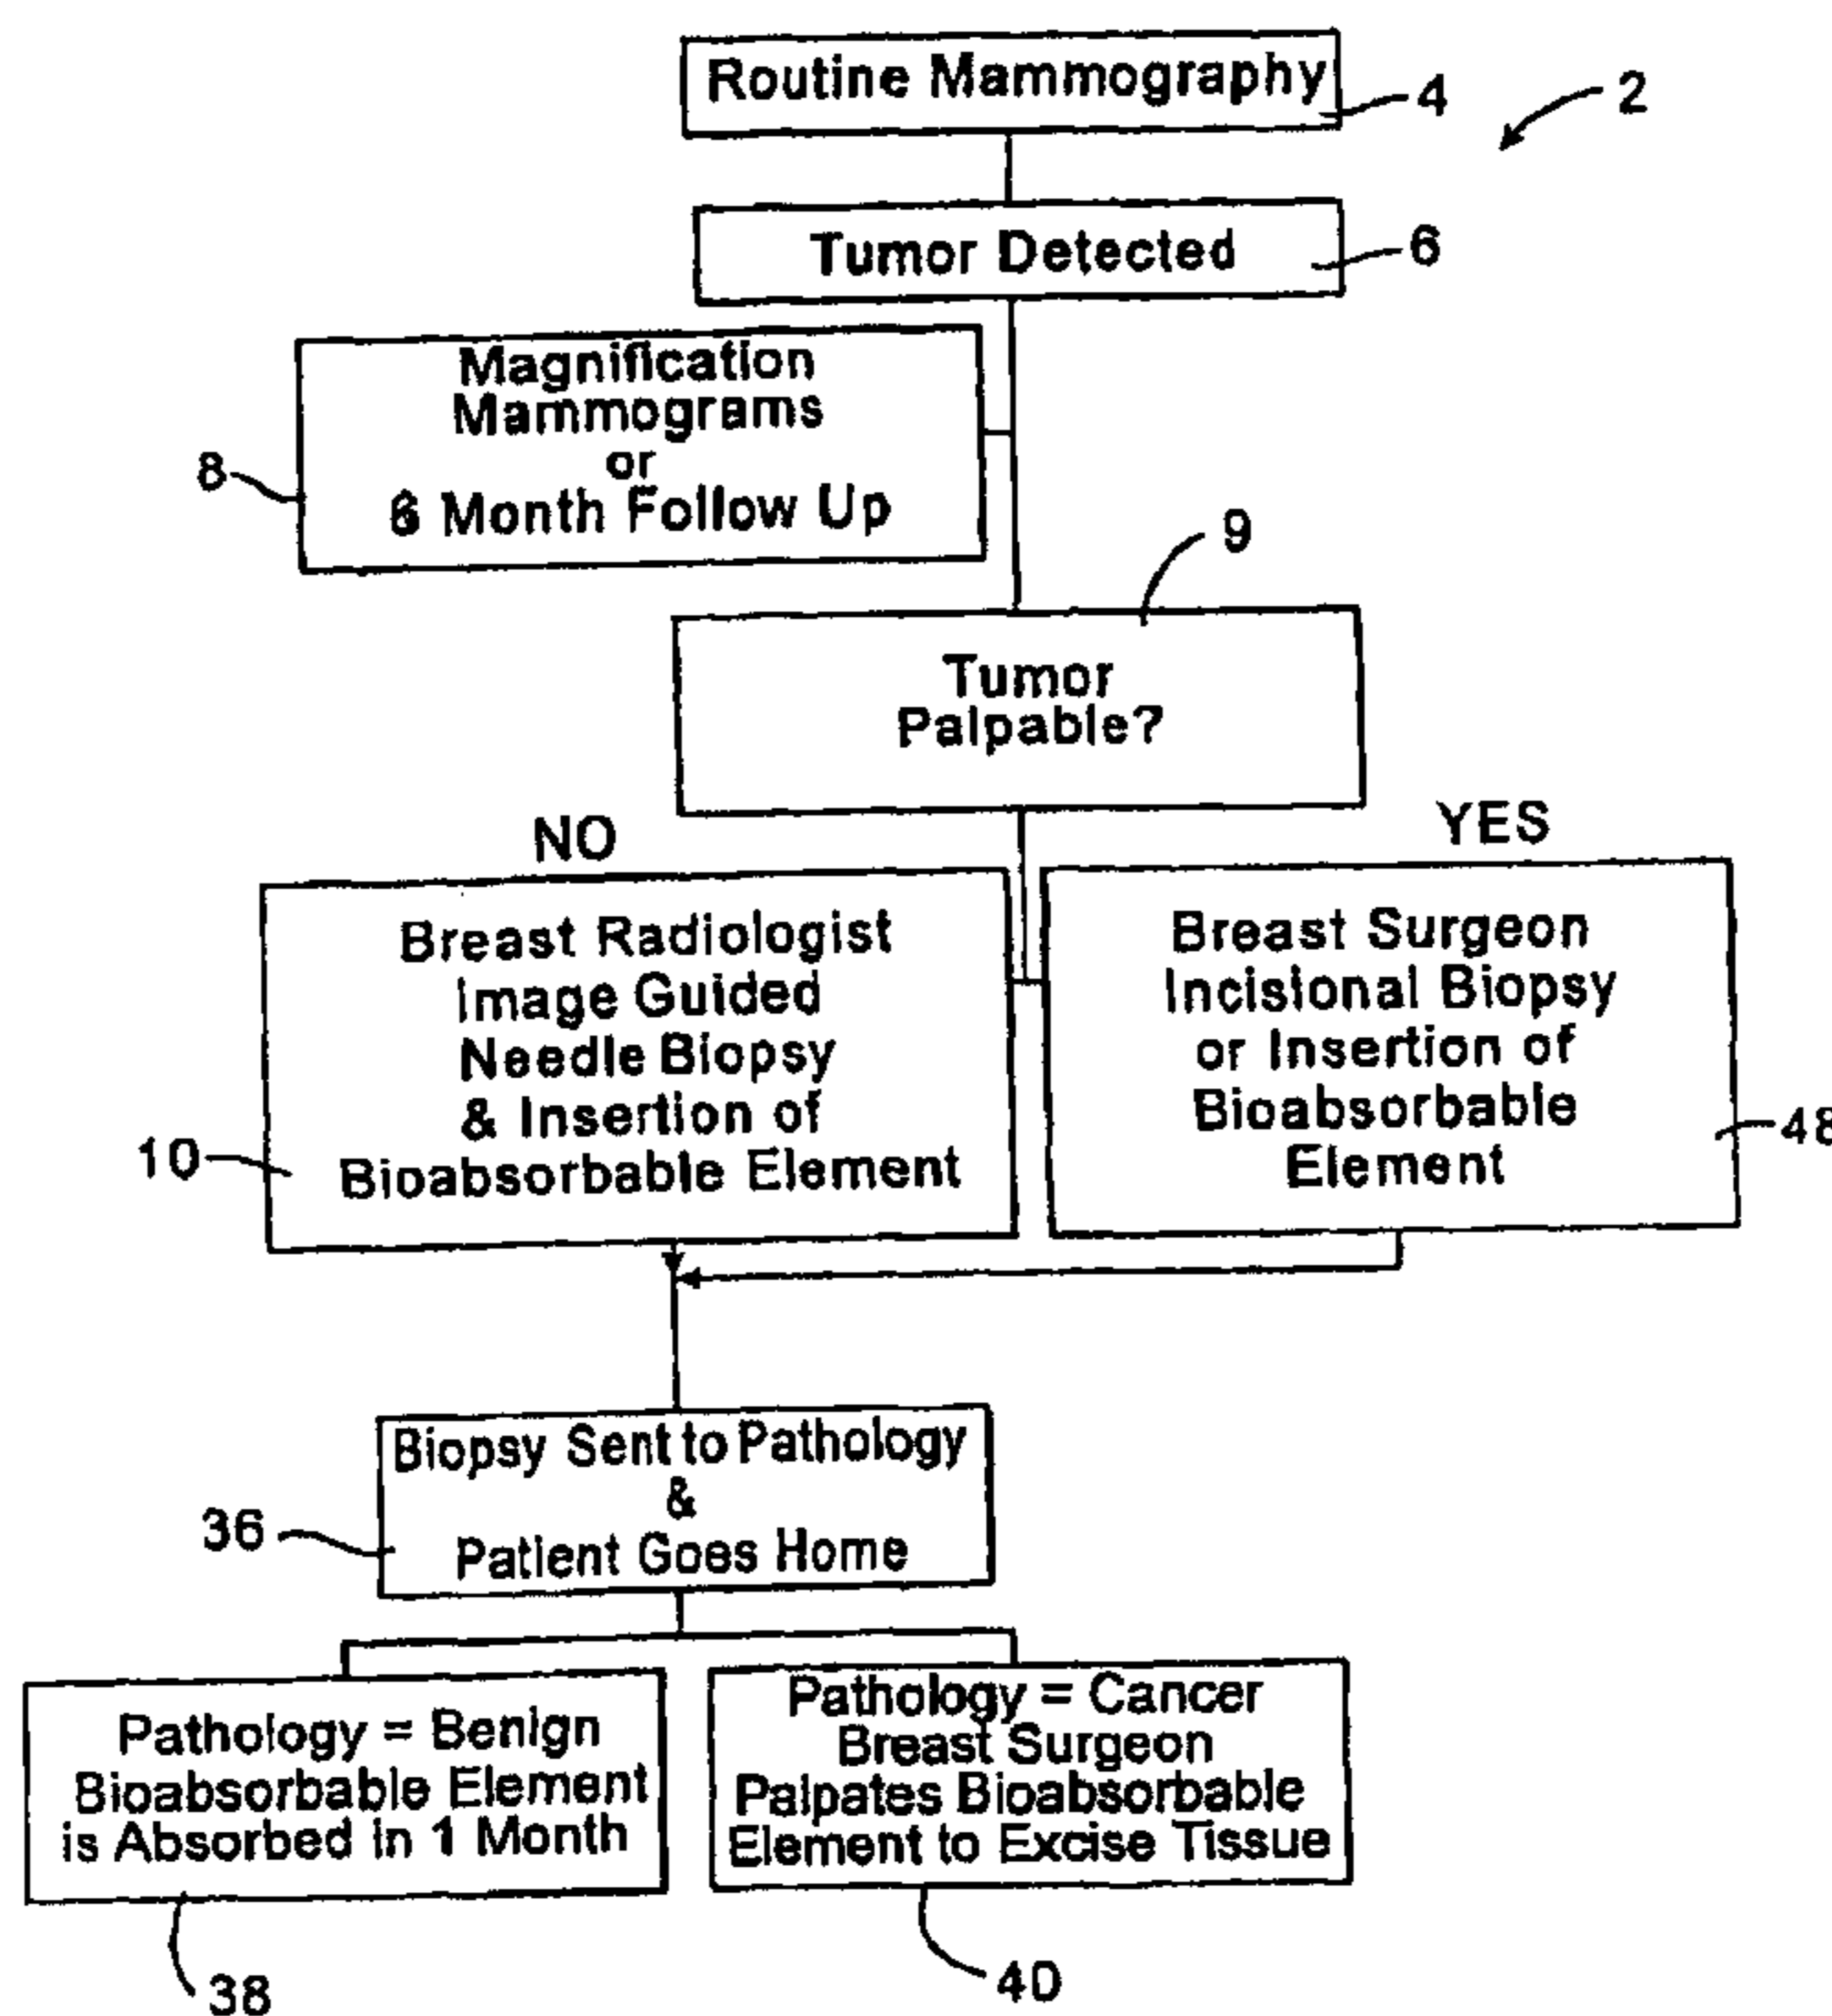 Routine Mammography
4
2
Tumor Detected
6
Magnification
Mammograms
or
6 Month Follow Up
8
9
Tumor
Palpable?
NO
YES
Breast Radiologist
Image Guided
Needle Biopsy
& Insertion of
Bioabsorbable Element
10
Breast Surgeon
Incisional Biopsy
or Insertion of
Bioabsorbable
Element
48
Biopsy Sent to Pathology
&
Patient Goes Home
36
Pathology = Benign
Bioabsorbable Element
is Absorbed in 1 Month
38
Pathology = Cancer
Breast Surgeon
Palpates Bioabsorbable
Element to Excise Tissue
40